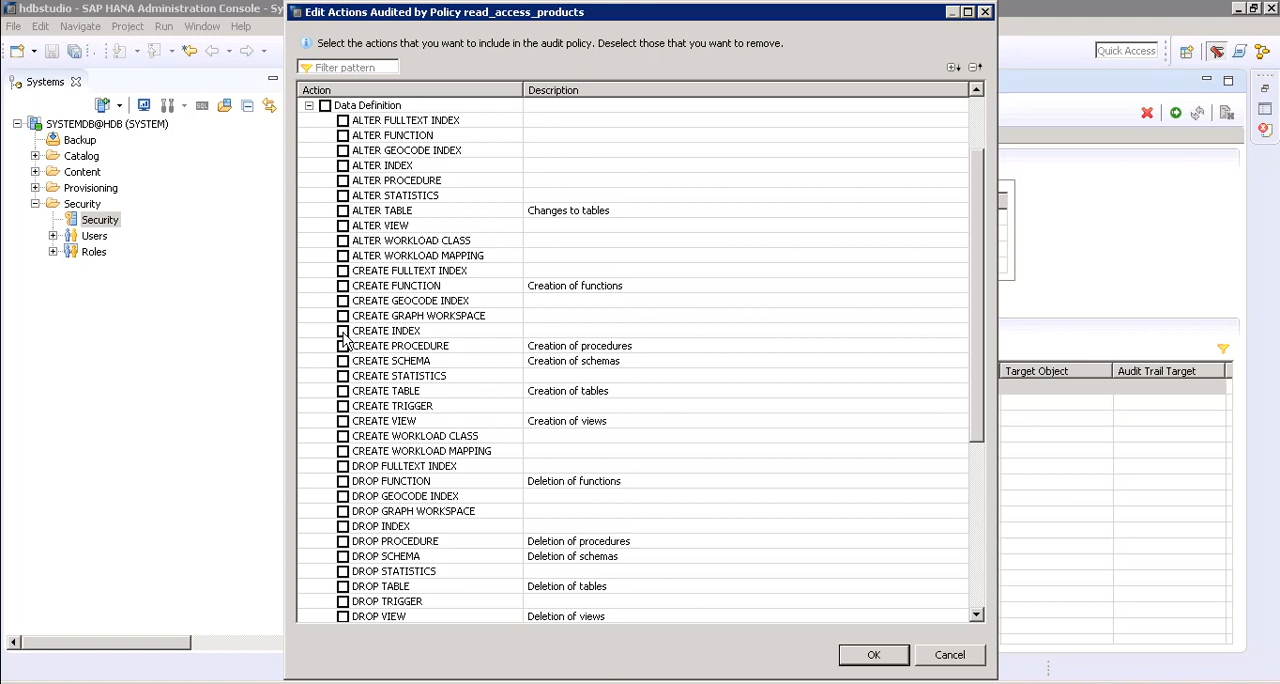 hdbstudio - SAP HANA Administration Console - Sy
Edit Actions Audited by Policy read_access_products
File Edit Navigate Project Run Window Help
Select the actions that you want to include in the audit policy. Deselect those that you want to remove.
Quick Access
Filter pattern
Systems
Action Description
SYSTEMDB@HDB (SYSTEM)
Backup
Catalog
Content
Provisioning
Security
Security
Users
Roles
Data Definition
ALTER FULLTEXT INDEX
ALTER FUNCTION
ALTER GEOCODE INDEX
ALTER INDEX
ALTER PROCEDURE
ALTER STATISTICS
ALTER TABLE Changes to tables
ALTER VIEW
ALTER WORKLOAD CLASS
ALTER WORKLOAD MAPPING
CREATE FULLTEXT INDEX
CREATE FUNCTION Creation of functions
CREATE GEOCODE INDEX
CREATE GRAPH WORKSPACE
CREATE INDEX
CREATE PROCEDURE Creation of procedures
CREATE SCHEMA Creation of schemas
CREATE STATISTICS
CREATE TABLE Creation of tables
CREATE TRIGGER
CREATE VIEW Creation of views
CREATE WORKLOAD CLASS
CREATE WORKLOAD MAPPING
DROP FULLTEXT INDEX
DROP FUNCTION Deletion of functions
DROP GEOCODE INDEX
DROP GRAPH WORKSPACE
DROP INDEX
DROP PROCEDURE Deletion of procedures
DROP SCHEMA Deletion of schemas
DROP STATISTICS
DROP TABLE Deletion of tables
DROP TRIGGER
DROP VIEW Deletion of views
Target Object Audit Trail Target
OK Cancel